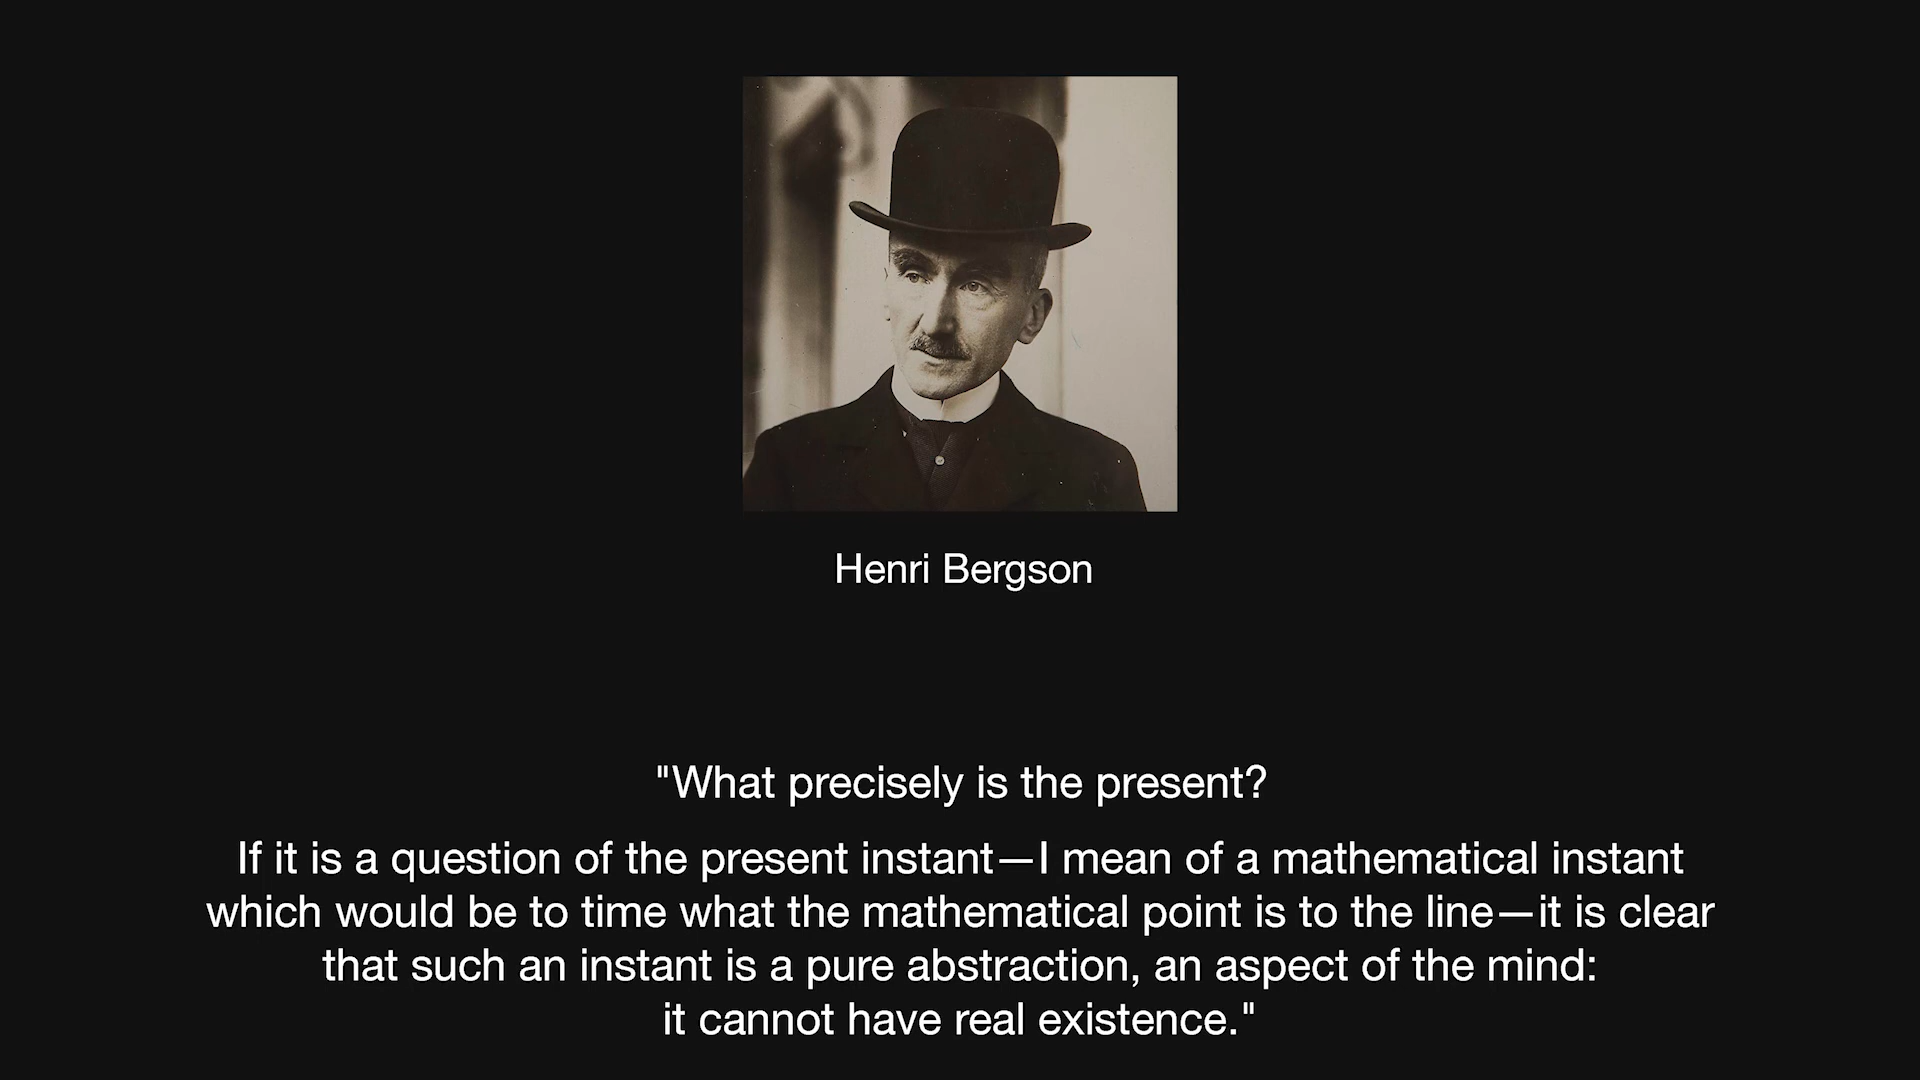 Henri Bergson
"What precisely is the present?
If it is a question of the present instant—I mean of a mathematical instant
which would be to time what the mathematical point is to the line—it is clear
that such an instant is a pure abstraction, an aspect of the mind:
it cannot have real existence."